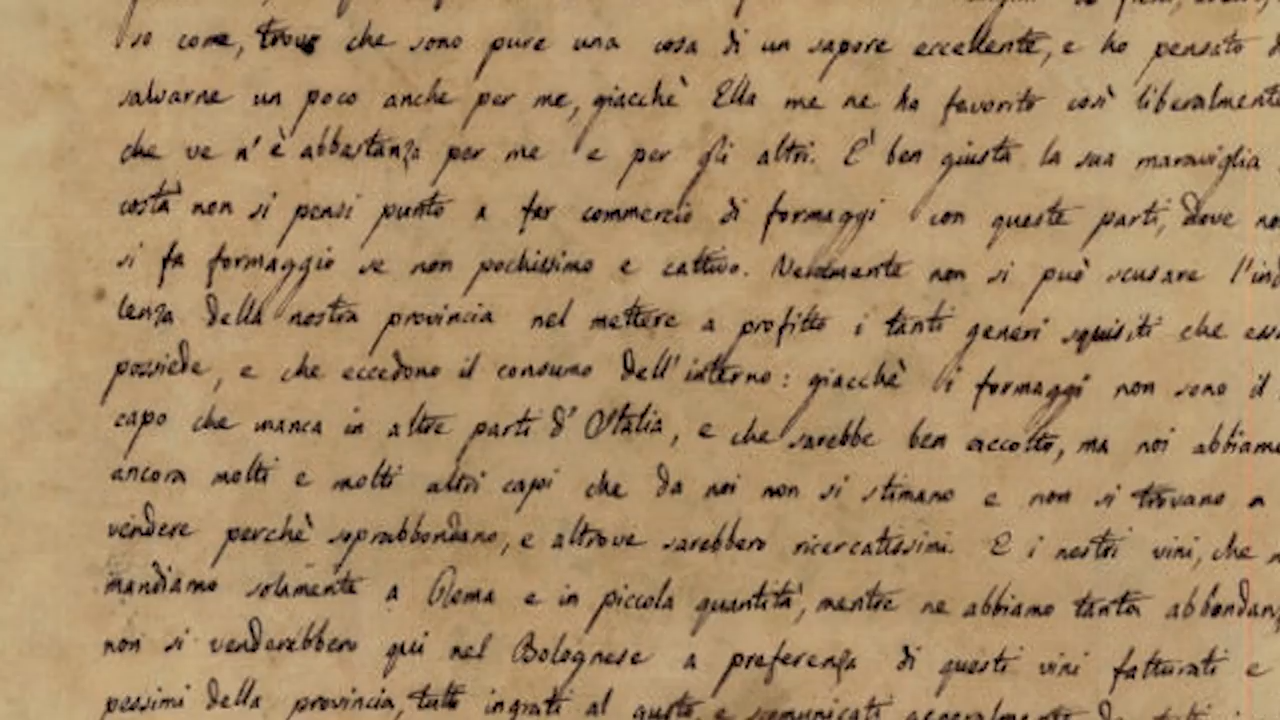 so come, trovo che sono pure una cosa di un sapore eccellente, e ho pensato
salvarne un poco anche per me, giacchè Ella me ne ha favorito così liberalmente
che ve n'è abbastanza per me e per gli altri. E' ben giusta la sua maraviglia
costà non si pensi punto a far commercio di formaggi con queste parti, dove
si fa formaggio se non pochissimo e cattivo. Veramente non si può scusare
lenza della nostra provincia nel mettere a profitto i tanti generi squisiti che
possiede, e che eccedono il consumo dell'interno: giacchè i formaggi non sono il
capo che manca in altre parti d'Italia, e che sarebbe ben accolto, ma noi abbiamo
ancora molti e molti altri capi che da noi non si stimano e non si trovano a
vendere perchè soprabbondano, e altrove sarebbero ricercatissimi. E i nostri vini, che
mandiamo solamente a Roma e in piccola quantità, mentre ne abbiamo tanta
non si venderebbero qui nel Bolognese a preferenza di questi vini fatturati e
pessimi della provincia, tutti ingrati al gusto, e scomunicati generalmente